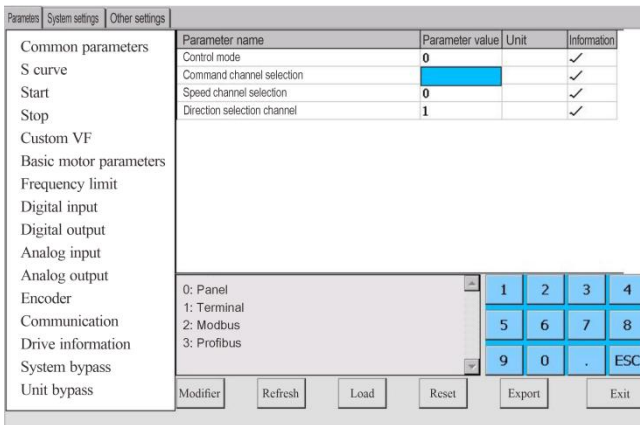 Parameters System settings Other settings
Common parameters
S curve
Start
Stop
Custom VF
Basic motor parameters
Frequency limit
Digital input
Digital output
Analog input
Analog output
Encoder
Communication
Drive information
System bypass
Unit bypass
Parameter name Parameter value Unit Information
Control mode 0 ✓
Command channel selection ✓
Speed channel selection 0 ✓
Direction selection channel 1 ✓
0: Panel
1: Terminal
2: Modbus
3: Profibus
1 2 3 4
5 6 7 8
9 0 . ESC
Modifier Refresh Load Reset Export Exit